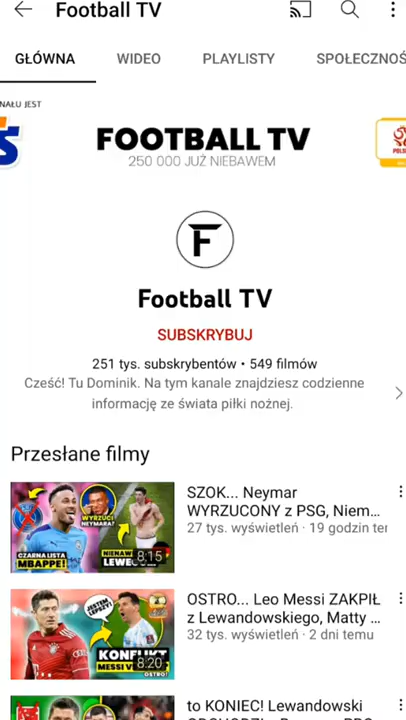 Football TV
GŁÓWNA
WIDEO
PLAYLISTY
SPOŁECZNOŚ
NAŁU JEST
FOOTBALL TV
250 000 JUŻ NIEBAWEM
F
Football TV
SUBSKRYBUJ
251 tys. subskrybentów • 549 filmów
Cześć! Tu Dominik. Na tym kanale znajdziesz codzienne
informację ze świata piłki nożnej.
Przesłane filmy
WYRZUCI
NEYMARA?
CZARNA LISTA
MBAPPE!
NIENAW
LEWC
8:15
SZOK... Neymar
WYRZUCONY z PSG, Niem...
27 tys. wyświetleń · 19 godzin ter
JESTEM
LEPSZY!
KONFLIKT
MESSI V
OSTRO!
8:20
OSTRO... Leo Messi ZAKPIŁ
z Lewandowskiego, Matty ...
32 tys. wyświetleń · 2 dni temu
to KONIEC! Lewandowski